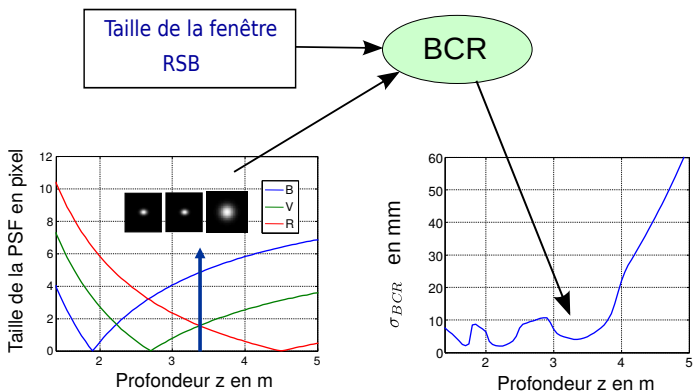 Taille de la fenêtre
RSB
BCR
Taille de la PSF en pixel
12
10
8
6
4
2
0
B
V
R
2
3
4
5
Profondeur z en m
σBCR en mm
60
50
40
30
20
10
0
2
3
4
5
Profondeur z en m